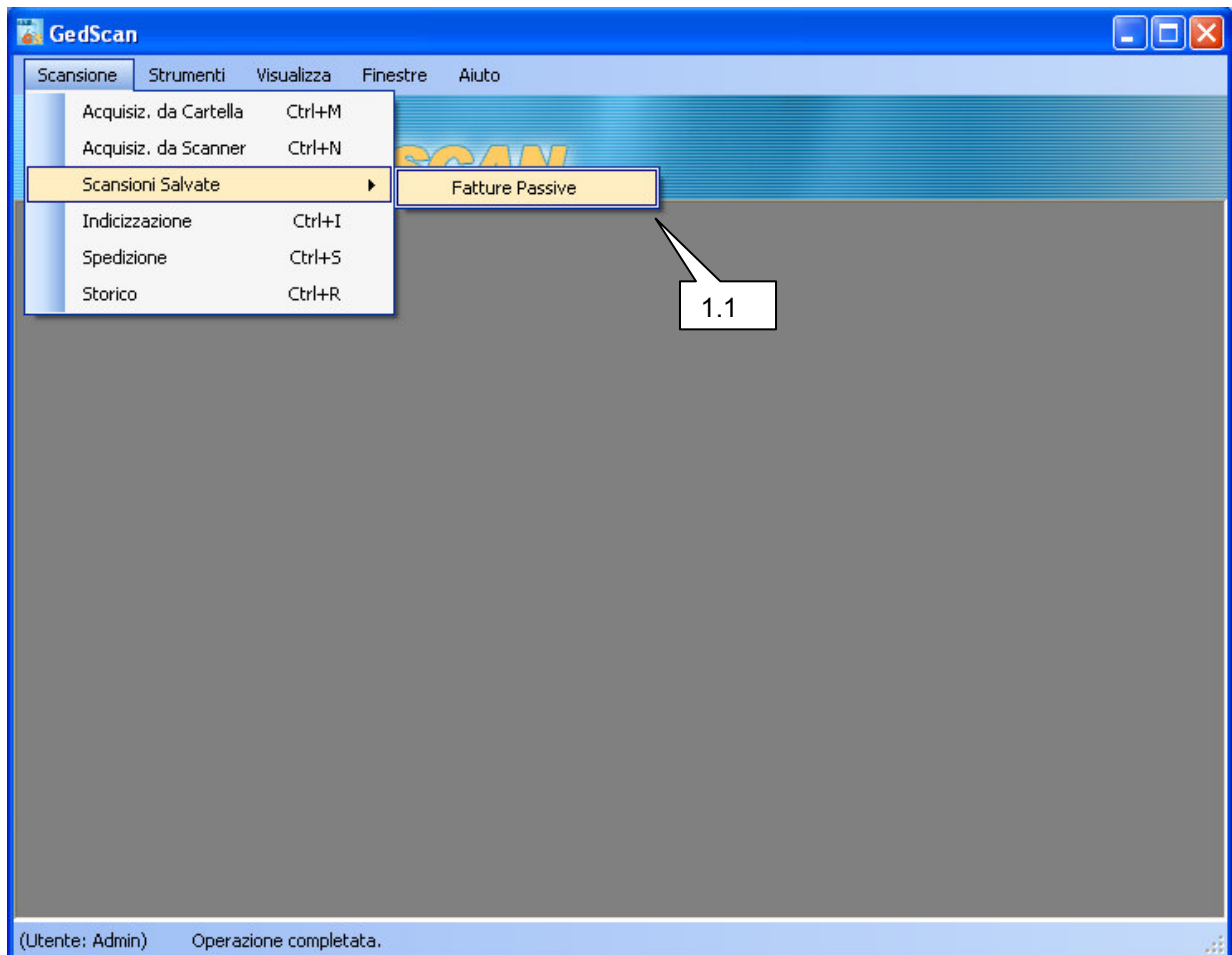 GedScan
Scansione Strumenti Visualizza Finestre Aiuto
Acquisiz. da Cartella Ctrl+M
Acquisiz. da Scanner Ctrl+N
SCAN
Scansioni Salvate
Fatture Passive
Indicizzazione Ctrl+I
Spedizione Ctrl+S
Storico Ctrl+R
1.1
(Utente: Admin) Operazione completata.